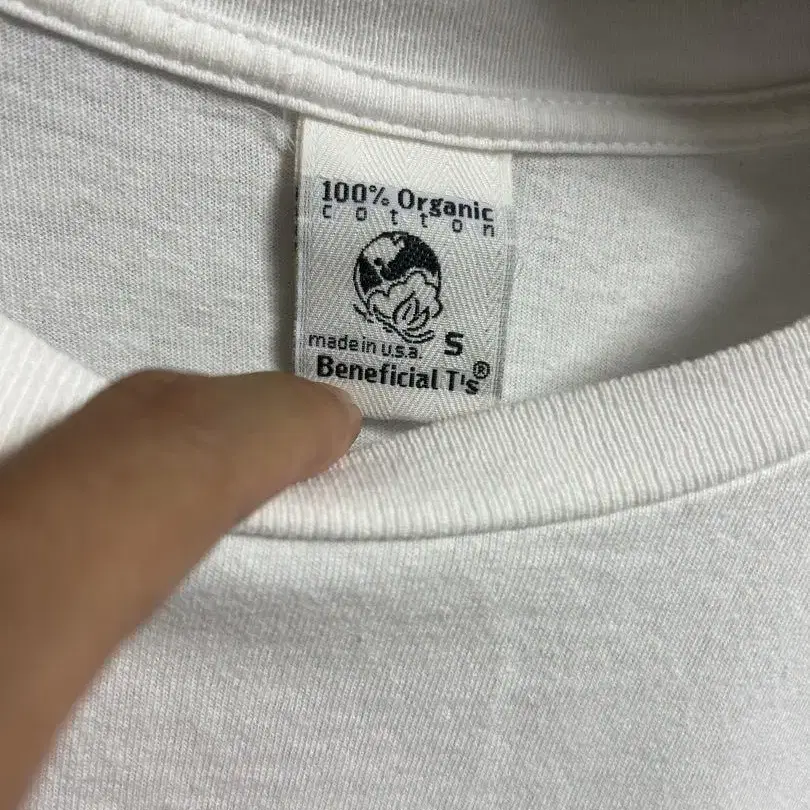 100% Organic
cotton
made in u.s.a. S
Beneficial T's®